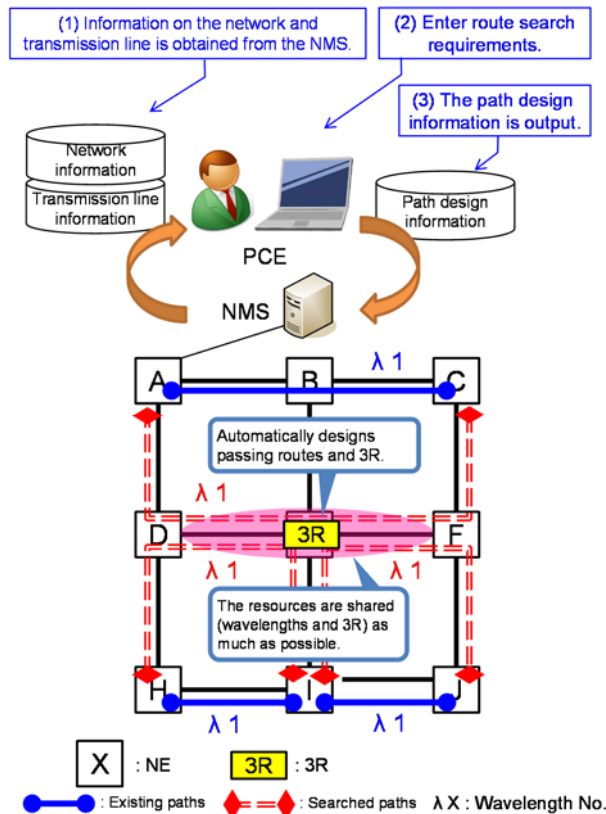 (1) Information on the network and
transmission line is obtained from the NMS.
(2) Enter route search
requirements.
(3) The path design
information is output.
Network
information
Transmission line
information
Path design
information
PCE
NMS
A
B
λ 1
C
Automatically designs
passing routes and 3R.
λ 1
D
3R
F
λ 1
λ 1
The resources are shared
(wavelengths and 3R) as
much as possible.
H
I
J
λ 1
λ 1
X : NE
3R : 3R
: Existing paths
: Searched paths
λ X : Wavelength No.